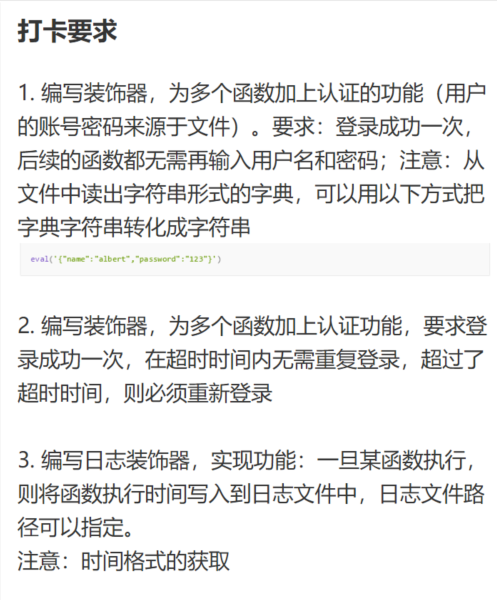 打卡要求
1. 编写装饰器，为多个函数加上认证的功能（用户
的账号密码来源于文件）。要求：登录成功一次，
后续的函数都无需再输入用户名和密码；注意：从
文件中读出字符串形式的字典，可以用以下方式把
字典字符串转化成字符串
eval('{"name":"albert","password":"123"}')
2. 编写装饰器，为多个函数加上认证功能，要求登
录成功一次，在超时时间内无需重复登录，超过了
超时时间，则必须重新登录
3. 编写日志装饰器，实现功能：一旦某函数执行，
则将函数执行时间写入到日志文件中，日志文件路
径可以指定。
注意：时间格式的获取